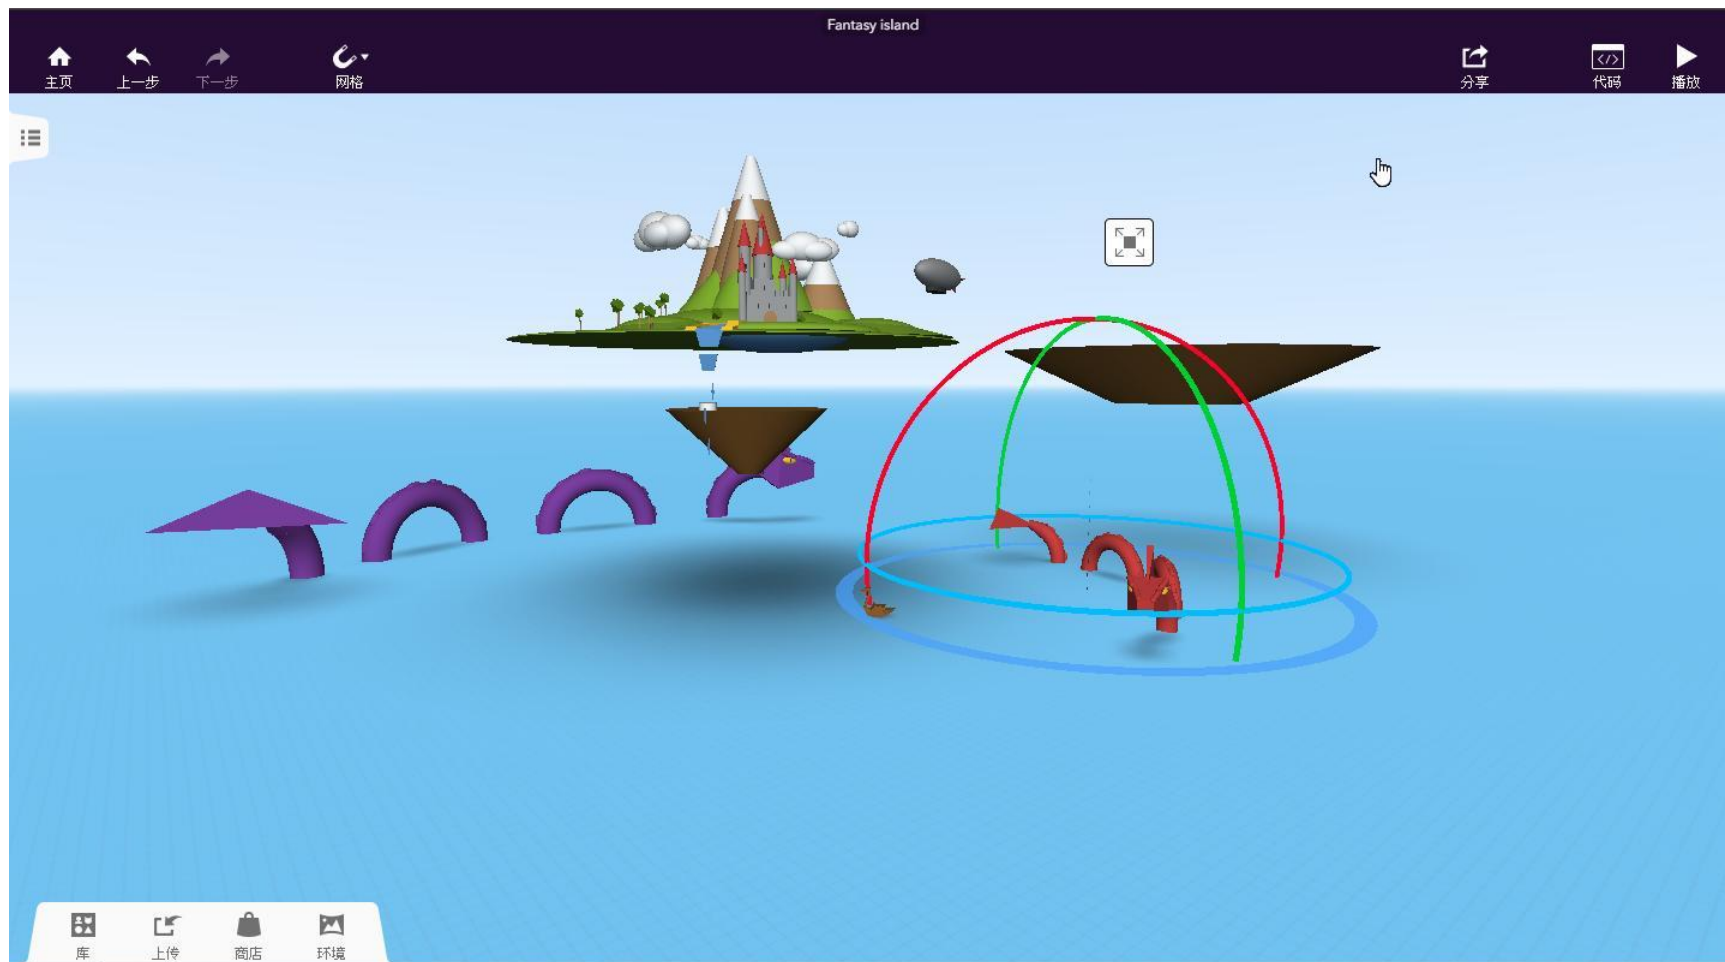 Fantasy island
主页
上一步
下一步
网格
分享
代码
播放
库
上传
商店
环境